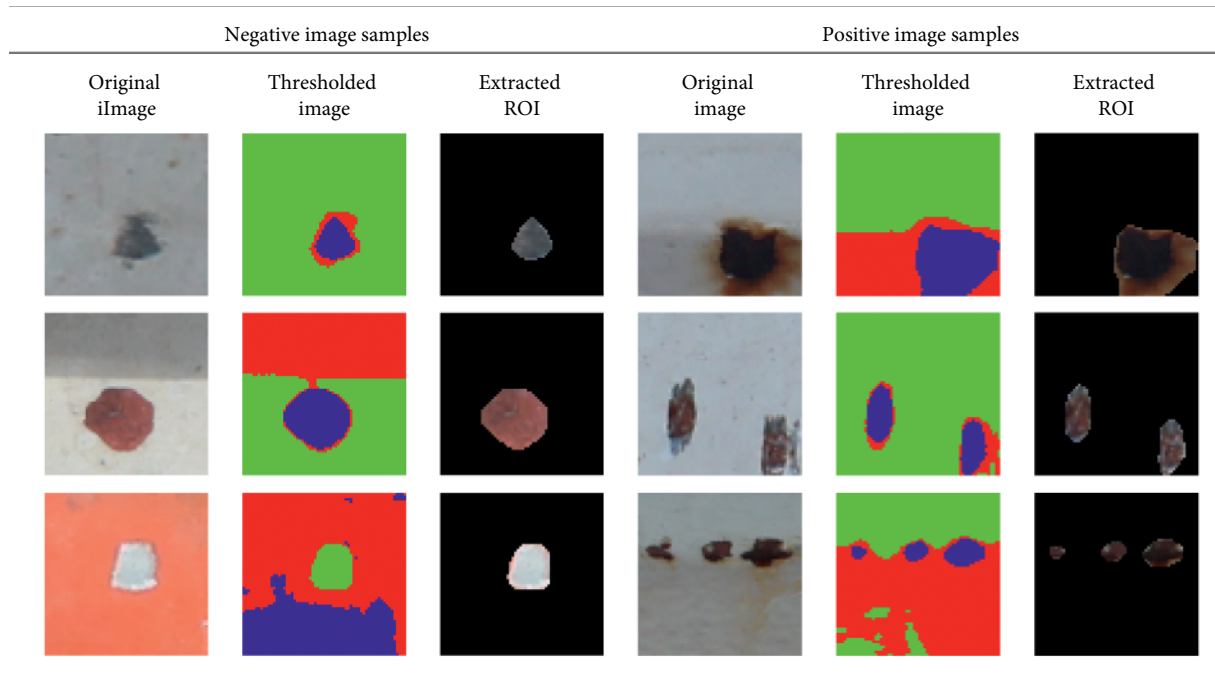 Negative image samples
Positive image samples
Original
iImage
Thresholded
image
Extracted
ROI
Original
image
Thresholded
image
Extracted
ROI